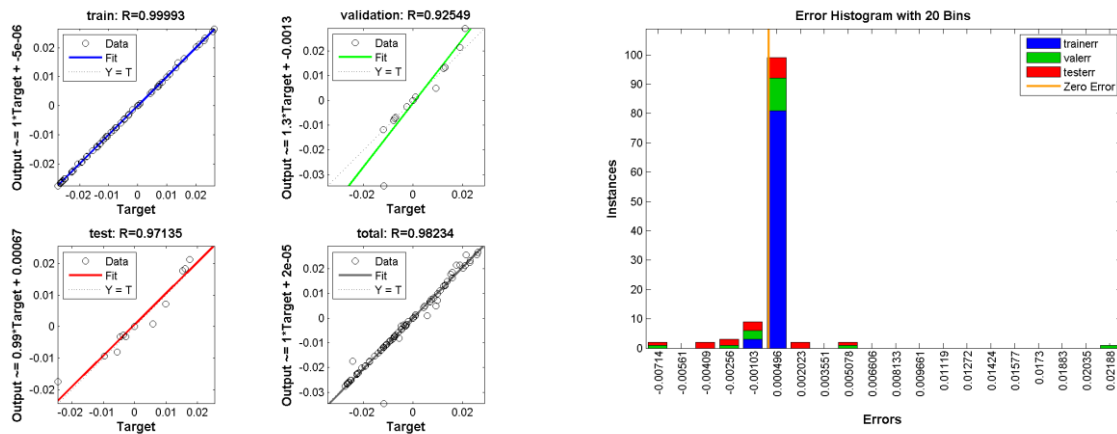 train: R=0.99993
Output ~= 1*Target + -5e-06
0.02
0.01
0
-0.01
-0.02
Data
Fit
Y = T
-0.02 -0.01 0 0.01 0.02
Target
validation: R=0.92549
Output ~= 1.3*Target + -0.0013
0.02
0.01
0
-0.01
-0.02
-0.03
Data
Fit
Y = T
-0.02 0 0.02
Target
test: R=0.97135
Output ~= 0.99*Target + 0.00067
0.02
0.01
0
-0.01
-0.02
Data
Fit
Y = T
-0.02 -0.01 0 0.01
Target
total: R=0.98234
Output ~= 1*Target + 2e-05
0.02
0.01
0
-0.01
-0.02
-0.03
Data
Fit
Y = T
-0.02 0 0.02
Target
Error Histogram with 20 Bins
Instances
100
90
80
70
60
50
40
30
20
10
0
trainerr
valerr
testerr
Zero Error
-0.00714
-0.00561
-0.00409
-0.00256
-0.00103
0.000496
0.002023
0.003551
0.005078
0.006606
0.008133
0.009661
0.01119
0.01272
0.01424
0.01577
0.0173
0.01883
0.02035
0.02188
Errors